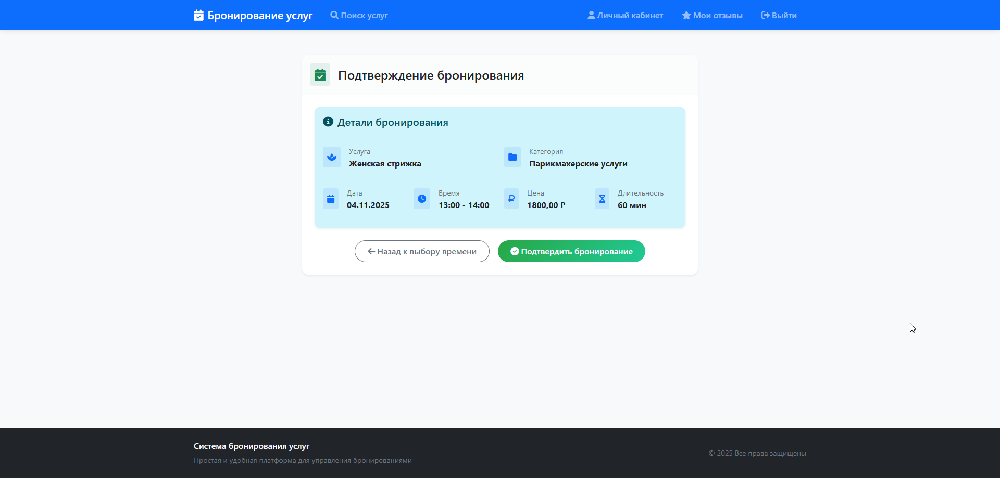 Бронирование услуг Поиск услуг Личный кабинет Мои отзывы Выйти
Подтверждение бронирования
Детали бронирования
Услуга Категория
Женская стрижка Парикмахерские услуги
Дата Время Цена Длительность
04.11.2025 13:00 - 14:00 1800,00 ₽ 60 мин
Назад к выбору времени Подтвердить бронирование
Система бронирования услуг
Простая и удобная платформа для управления бронированиями
© 2025 Все права защищены